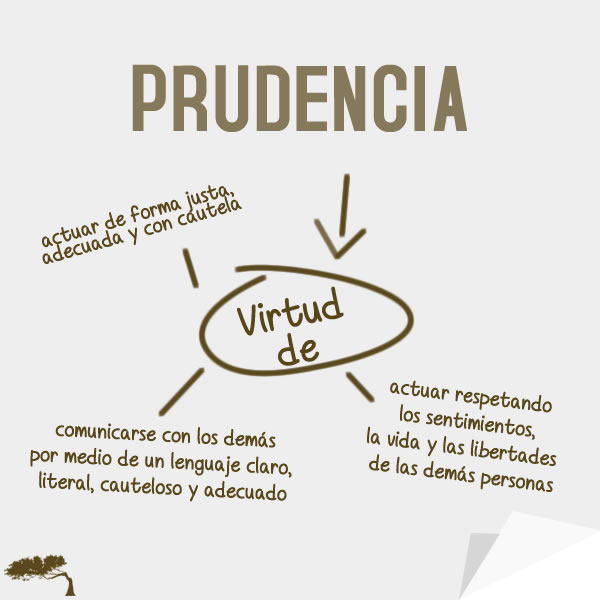 PRUDENCIA
actuar de forma justa,
adecuada y con cautela
Virtud
de
comunicarse con los demás
por medio de un lenguaje claro,
literal, cauteloso y adecuado
actuar respetando
los sentimientos,
la vida y las libertades
de las demás personas